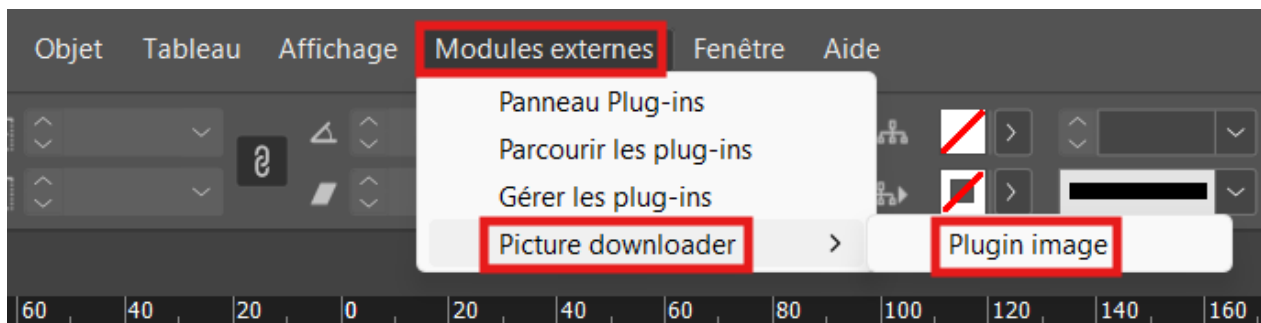 Objet Tableau Affichage Modules externes Fenêtre Aide
Panneau Plug-ins
Parcourir les plug-ins
Gérer les plug-ins
Picture downloader > Plugin image
60 40 20 0 20 40 60 80 100 120 140 160